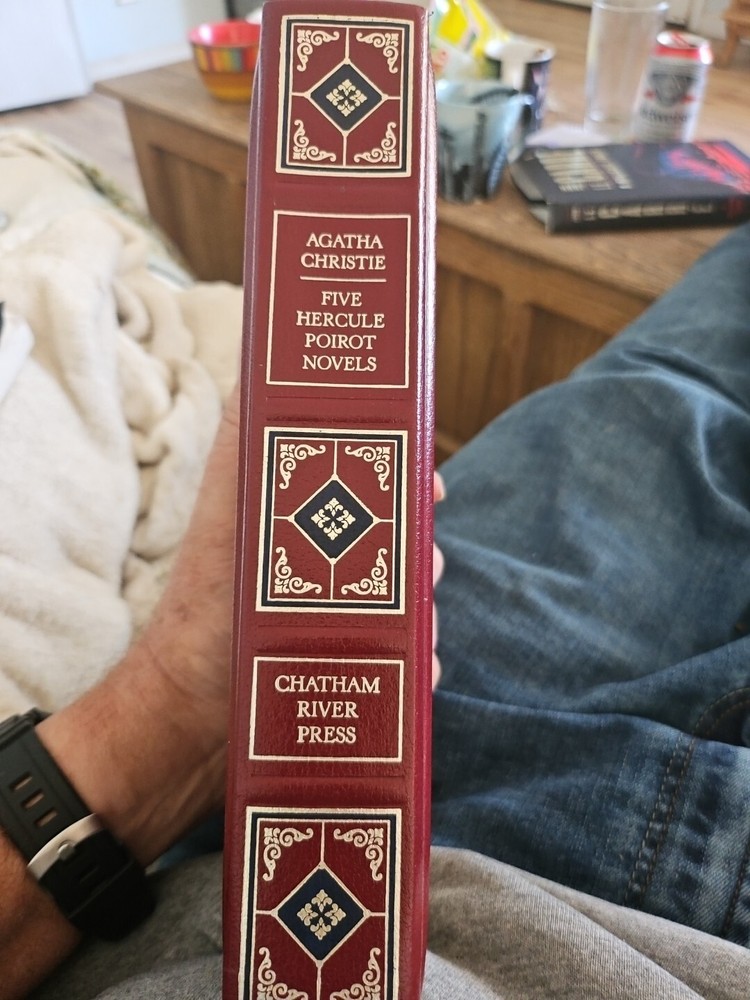 AGATHA
CHRISTIE
FIVE
HERCULE
POIROT
NOVELS
CHATHAM
RIVER
PRESS